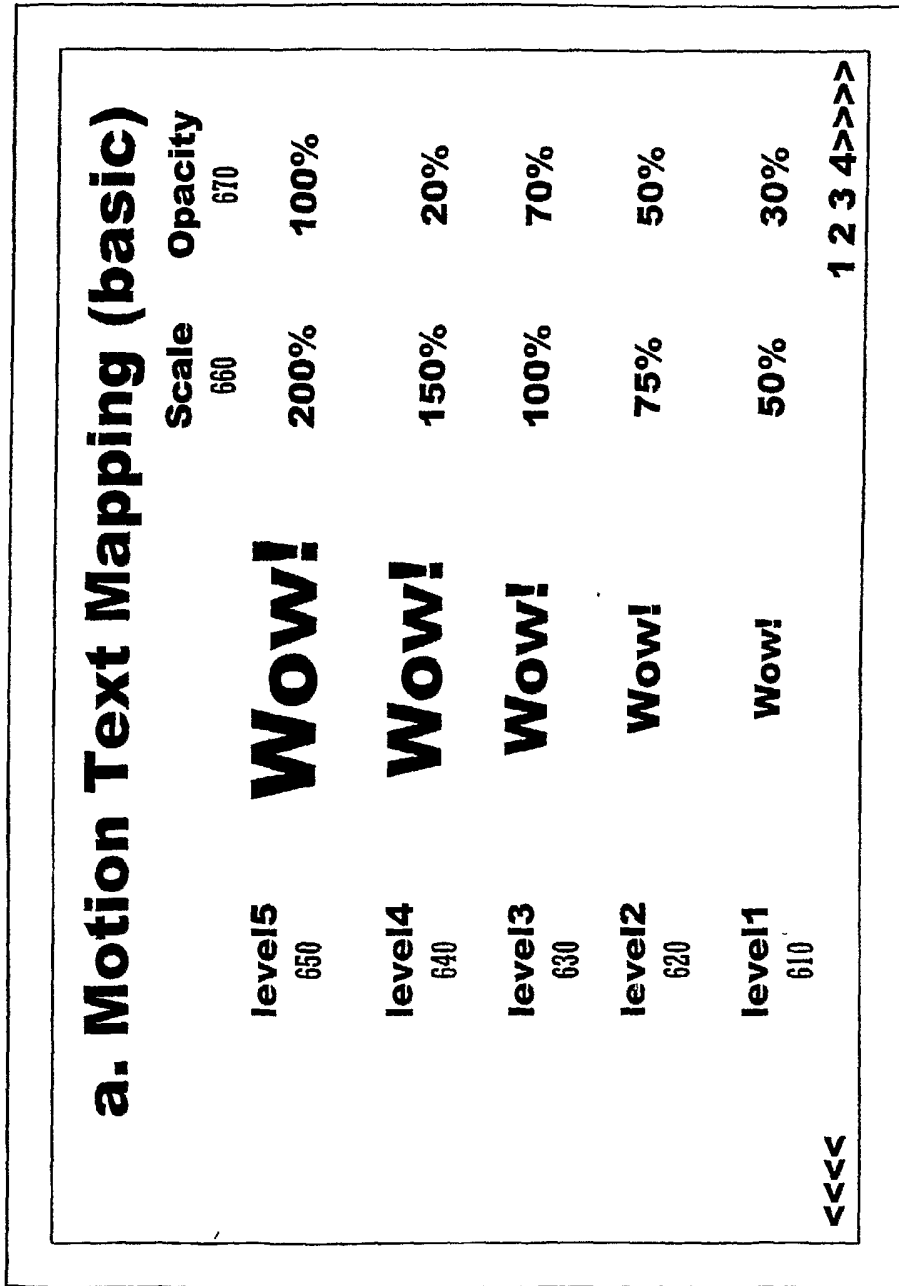 a. Motion Text Mapping (basic)
Scale Opacity
660 670
level5 Wow! 200% 100%
650
level4 Wow! 150% 20%
640
level3 Wow! 100% 70%
630
level2 Wow! 75% 50%
620
level1 Wow! 50% 30%
610
<<<< 1 2 3 4>>>>